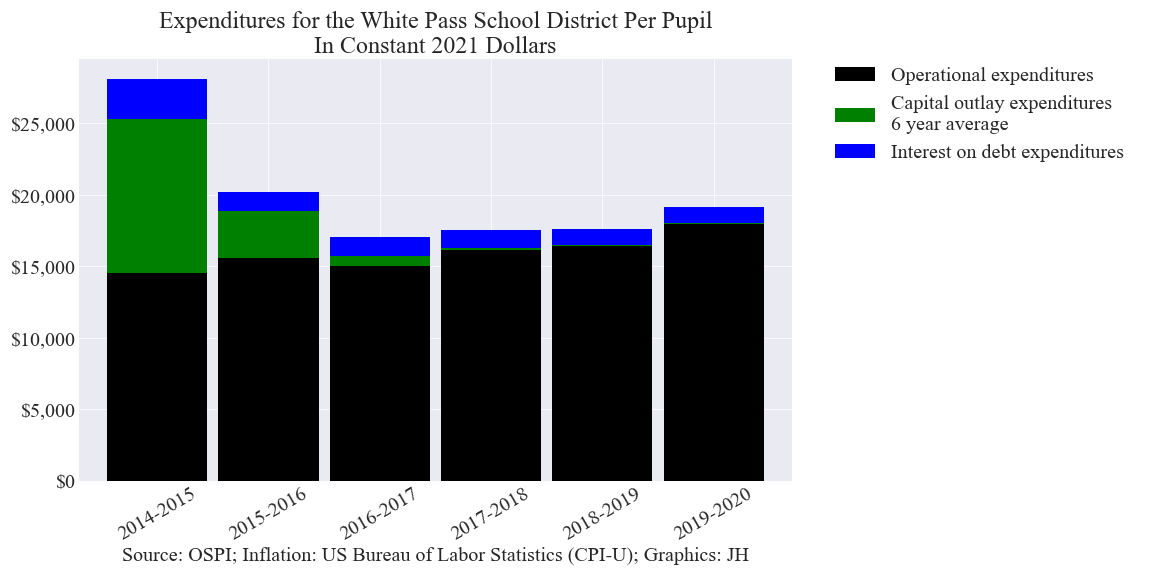 Expenditures for the White Pass School District Per Pupil
In Constant 2021 Dollars
Operational expenditures
Capital outlay expenditures
6 year average
Interest on debt expenditures
$25,000
$20,000
$15,000
$10,000
$5,000
$0
2014-2015
2015-2016
2016-2017
2017-2018
2018-2019
2019-2020
Source: OSPI; Inflation: US Bureau of Labor Statistics (CPI-U); Graphics: JH